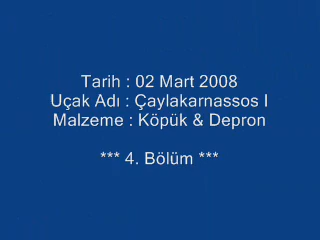 Tarih : 02 Mart 2008
Uçak Adı : Çaylakarnassos I
Malzeme : Köpük & Depron
*** 4. Bölüm ***